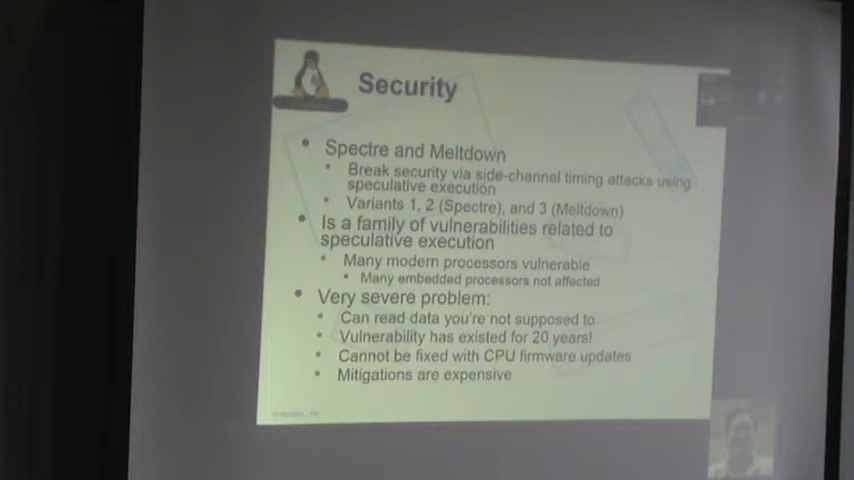 Security
• Spectre and Meltdown
• Break security via side-channel timing attacks using
speculative execution
• Variants 1, 2 (Spectre), and 3 (Meltdown)
• Is a family of vulnerabilities related to
speculative execution
• Many modern processors vulnerable
• Many embedded processors not affected
• Very severe problem:
• Can read data you're not supposed to
• Vulnerability has existed for 20 years!
• Cannot be fixed with CPU firmware updates
• Mitigations are expensive